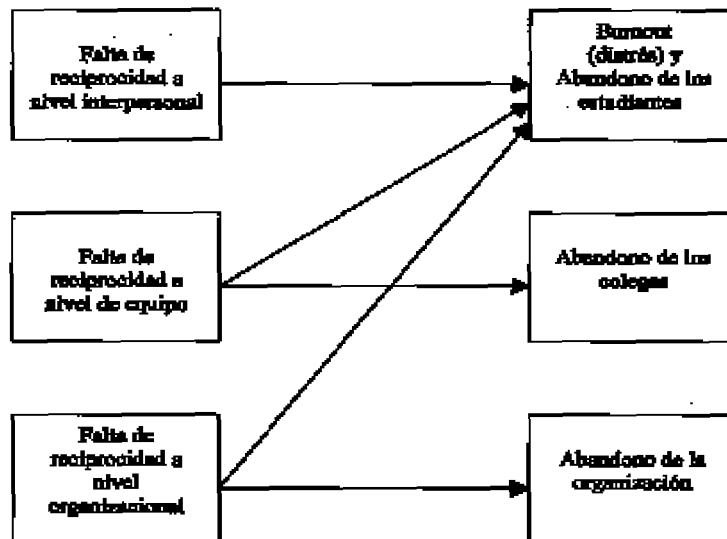 Falta de
reciprocidad a
nivel interpersonal
Burnout
(distrés) y
Abandono de los
estudiantes
Falta de
reciprocidad a
nivel de equipo
Abandono de los
colegas
Falta de
reciprocidad a
nivel
organizacional
Abandono de la
organización